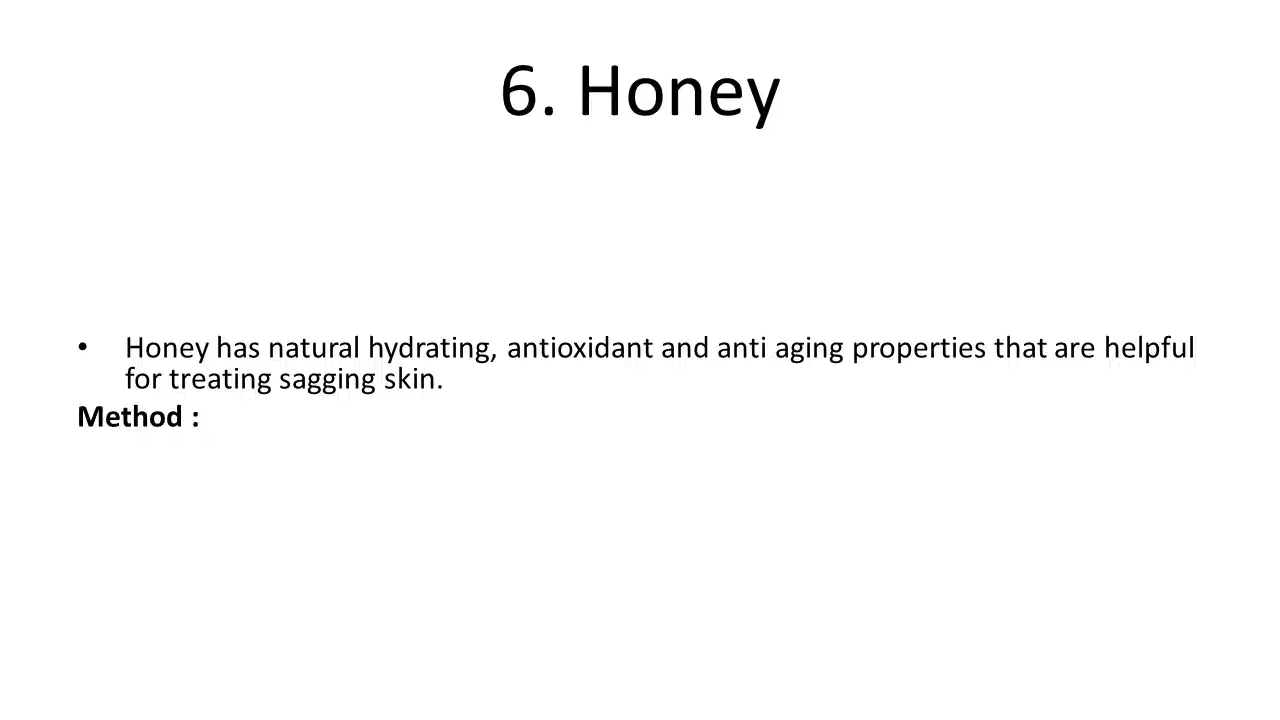 6. Honey
• Honey has natural hydrating, antioxidant and anti aging properties that are helpful
for treating sagging skin.
Method :